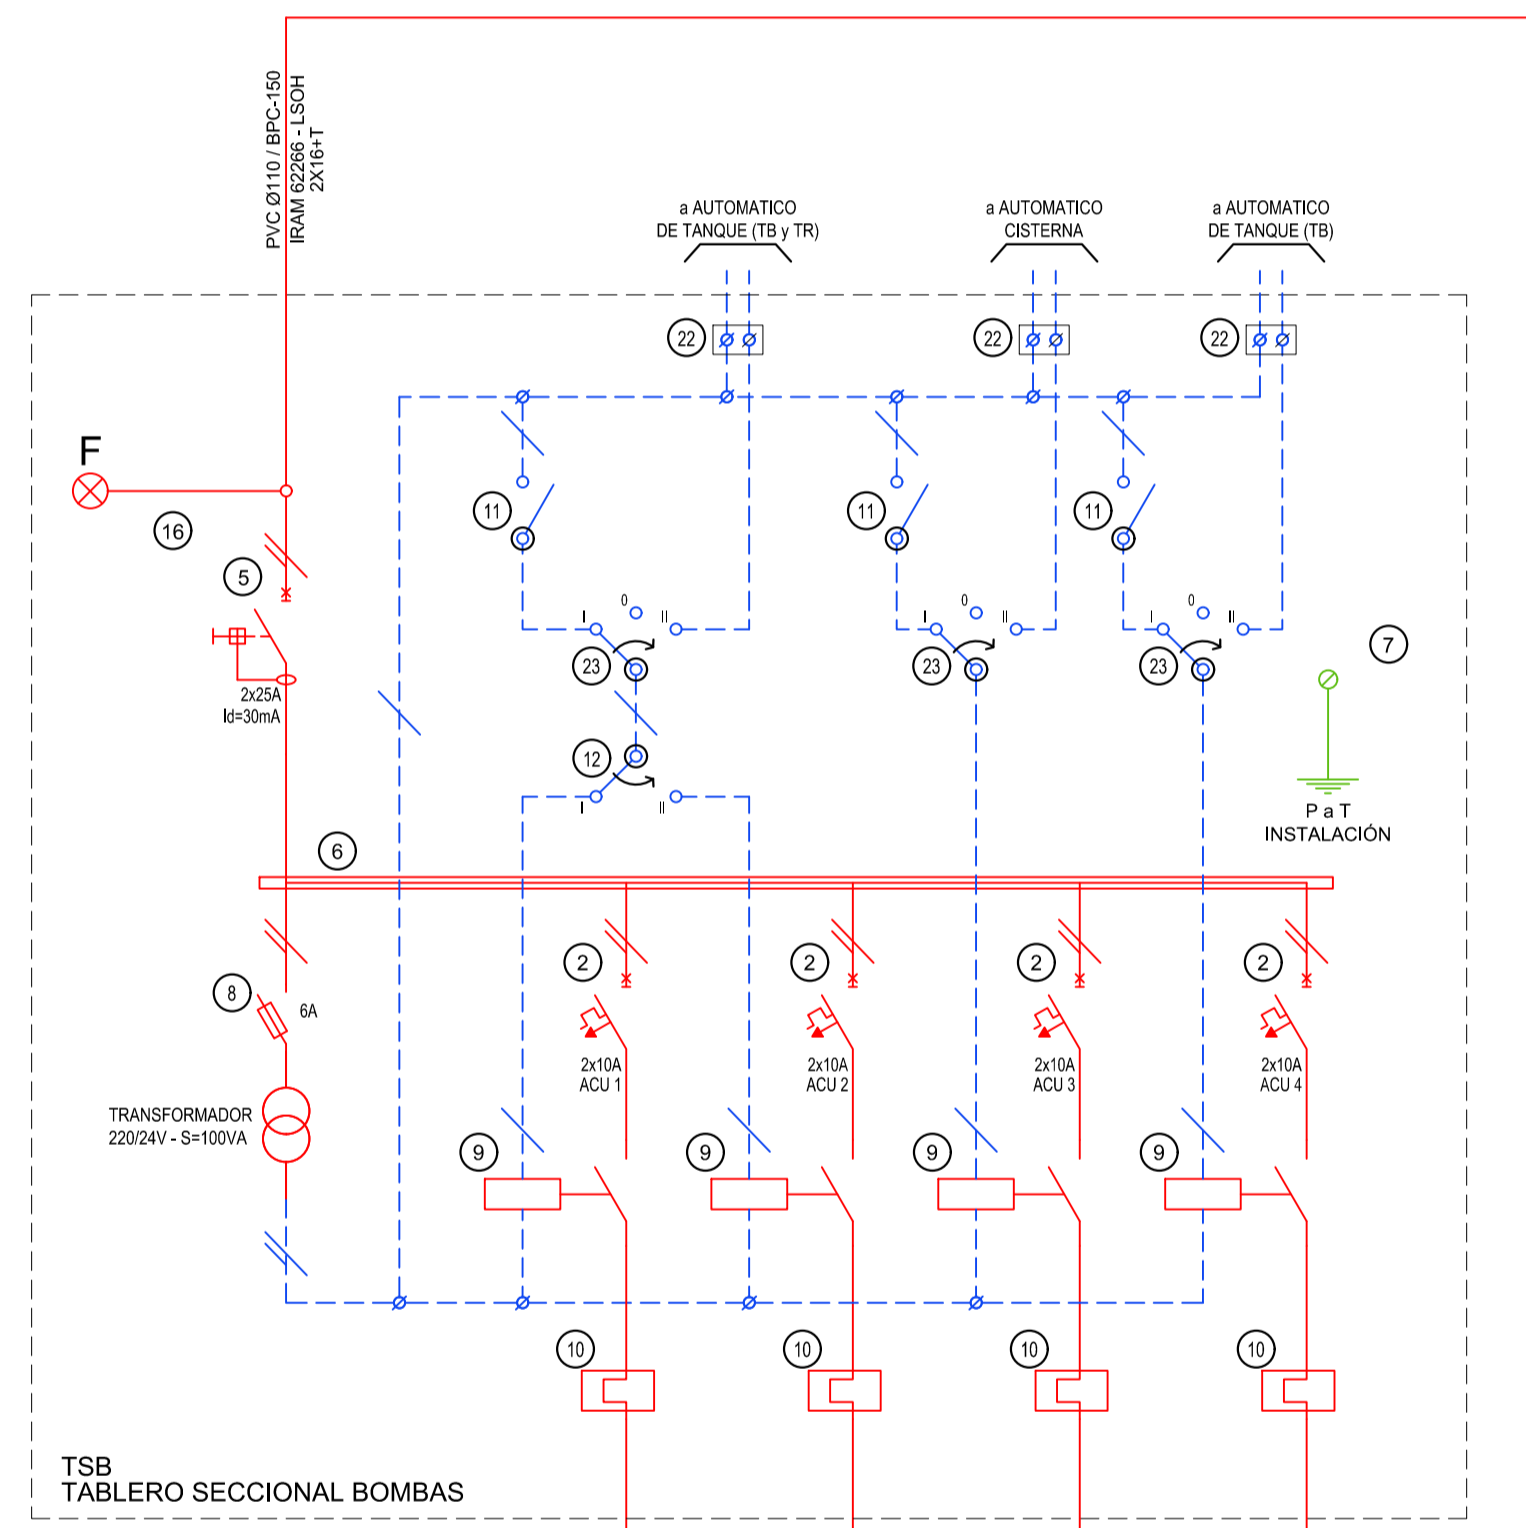 PVC Ø110 / BPC-150
IRAM 62266 - LSOH
2X16+T
a AUTOMATICO
DE TANQUE (TB y TR)
a AUTOMATICO
CISTERNA
a AUTOMATICO
DE TANQUE (TB)
22
22
22
F
16
11
11
11
5
2x25A
Id=30mA
I
0
II
23
I
0
II
23
I
0
II
23
7
12
I
II
P a T
INSTALACIÓN
6
2
2
2
2
8
6A
2x10A
ACU 1
2x10A
ACU 2
2x10A
ACU 3
2x10A
ACU 4
TRANSFORMADOR
220/24V - S=100VA
9
9
9
9
10
10
10
10
TSB
TABLERO SECCIONAL BOMBAS